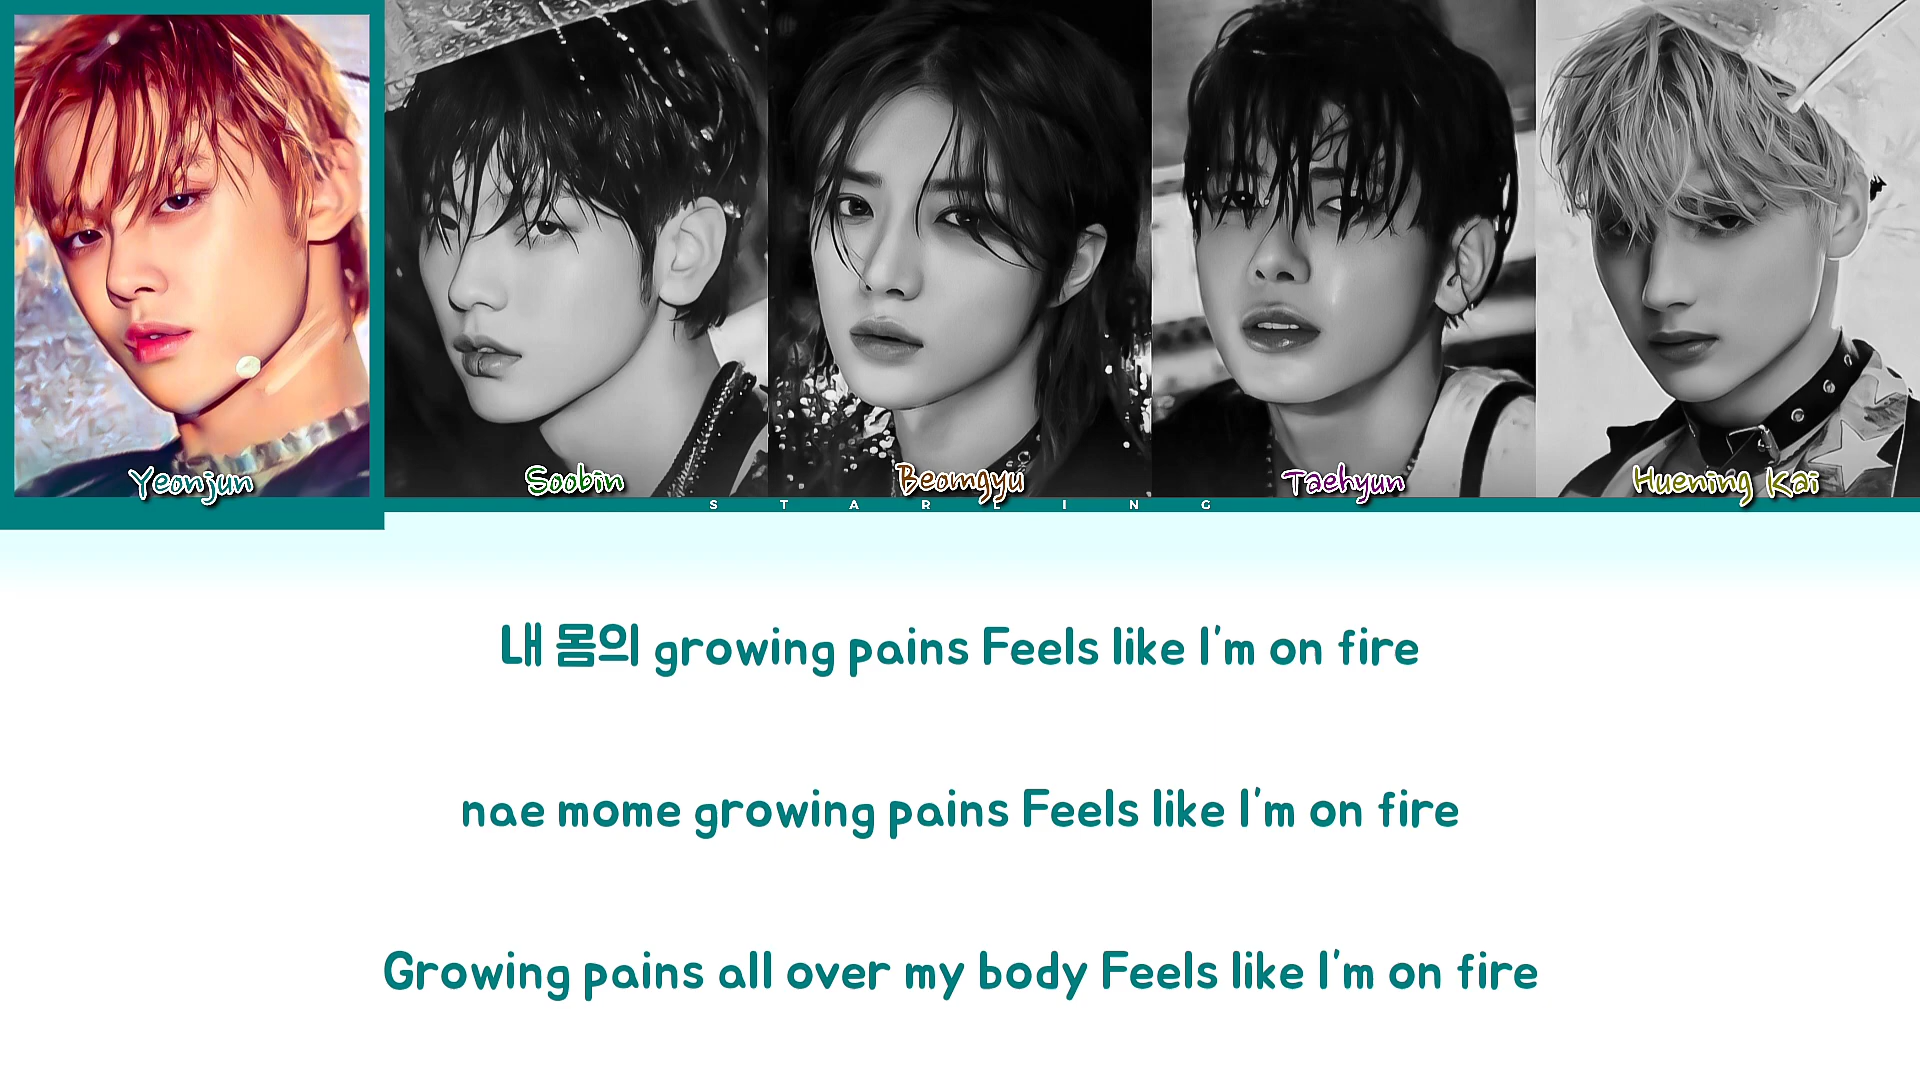 Yeonjun
Soobin
Beomgyu
Taehyun
Huening Kai
STARLING
내 몸의 growing pains Feels like I'm on fire
nae mome growing pains Feels like I'm on fire
Growing pains all over my body Feels like I'm on fire